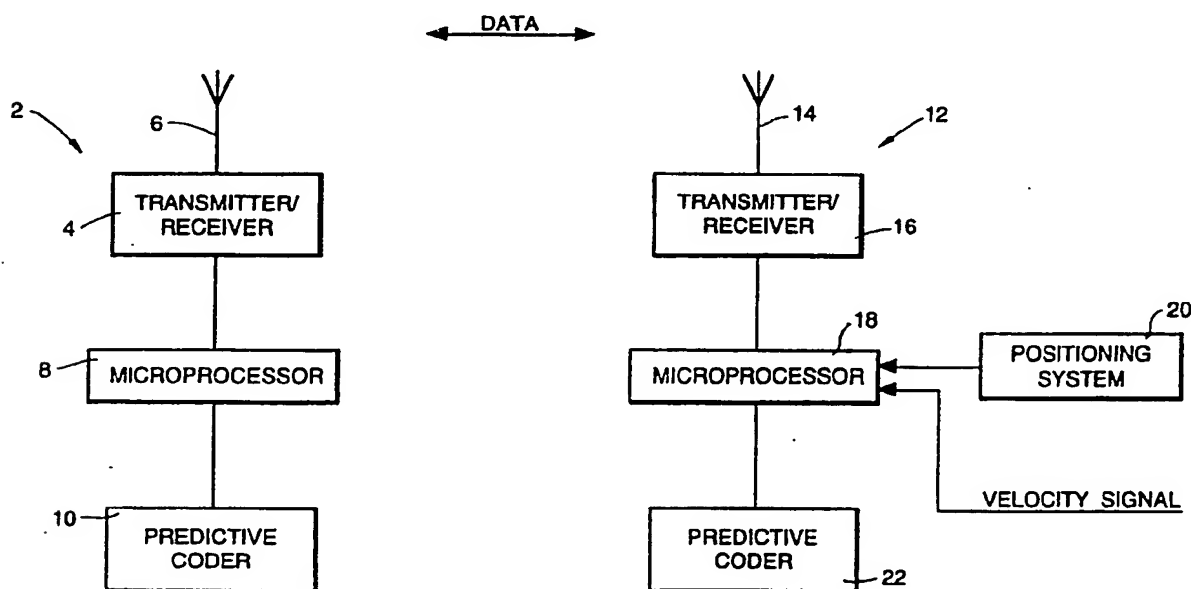 DATA
2
6
14
12
TRANSMITTER/
RECEIVER
4
TRANSMITTER/
RECEIVER
16
8
MICROPROCESSOR
18
MICROPROCESSOR
20
POSITIONING
SYSTEM
VELOCITY SIGNAL
10
PREDICTIVE
CODER
PREDICTIVE
CODER
22